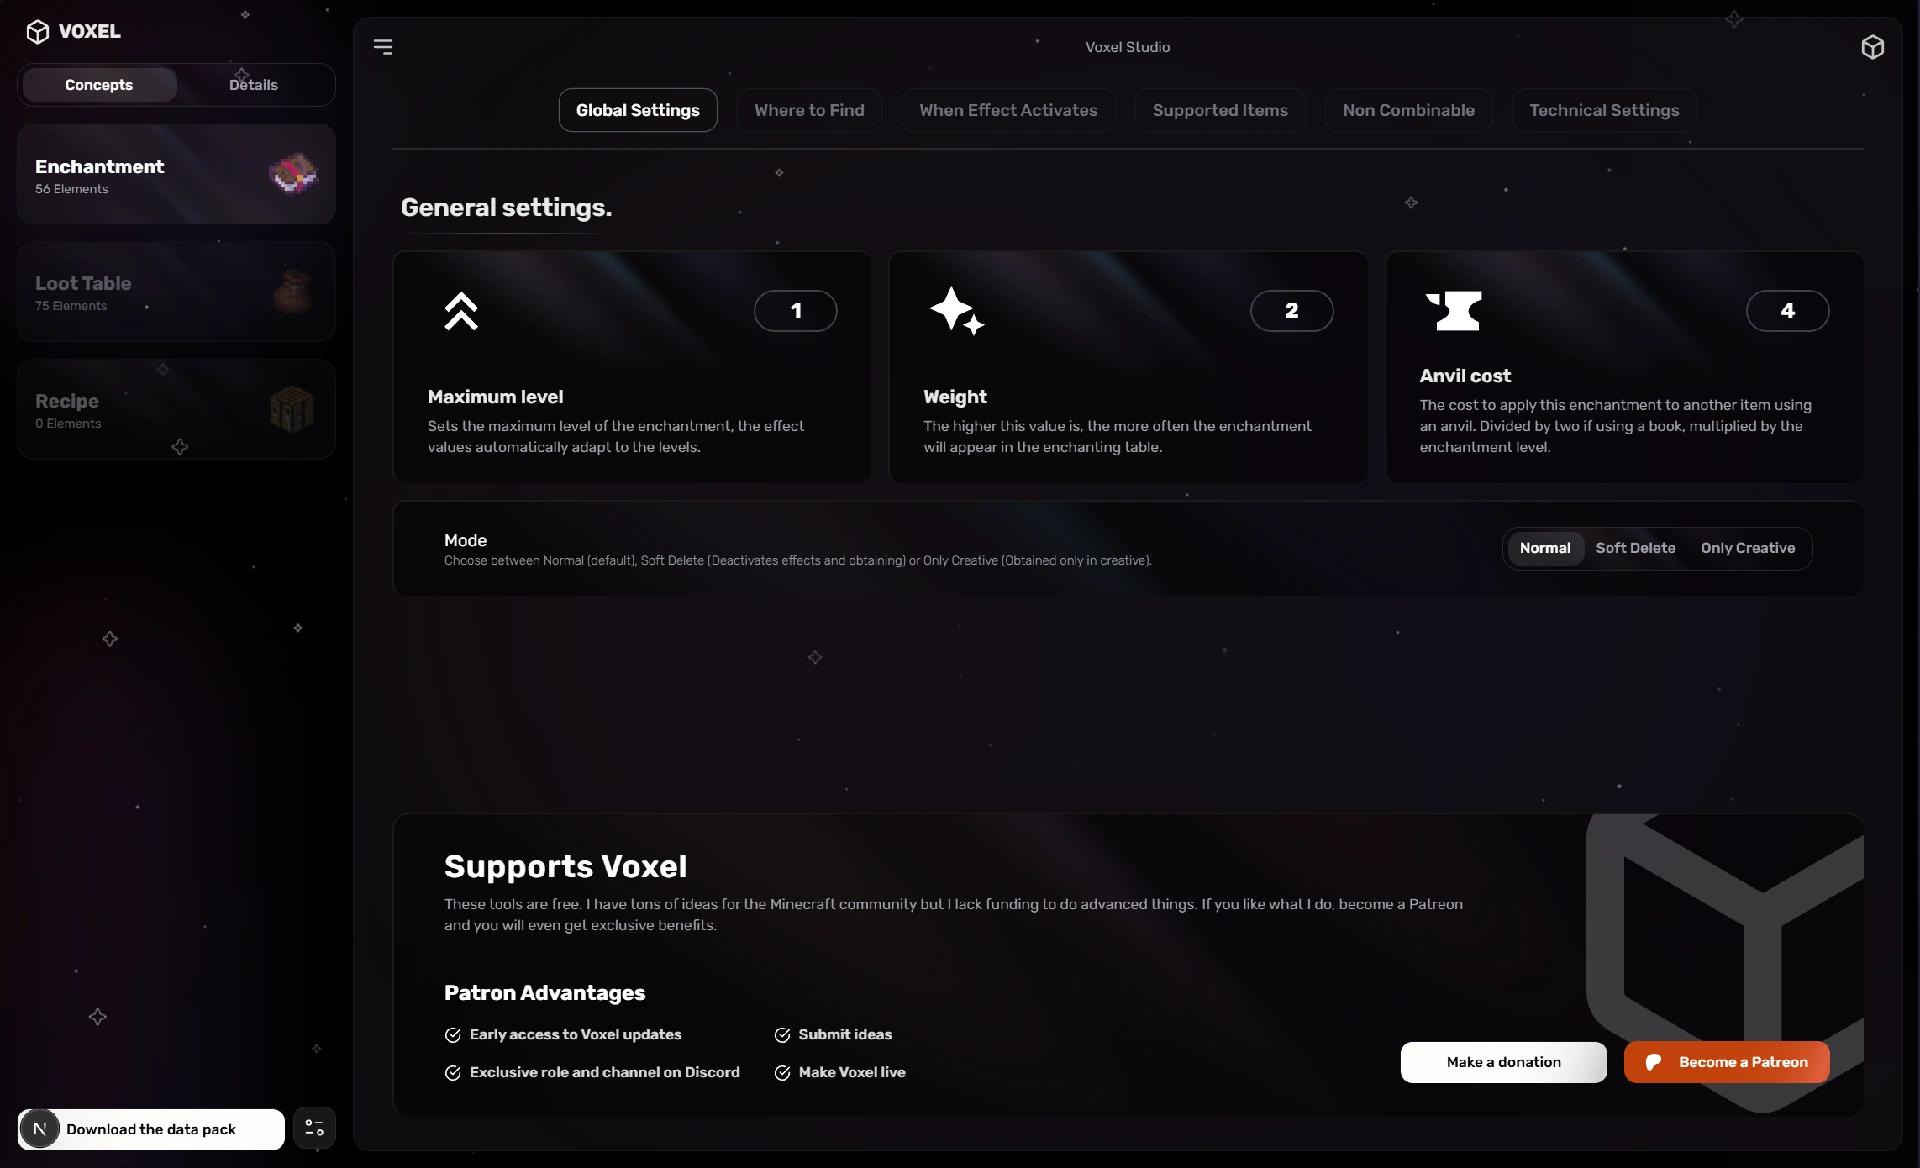 VOXEL
Concepts
Details
Enchantment
56 Elements
Loot Table
75 Elements
Recipe
0 Elements
N
Download the data pack
Voxel Studio
Global Settings
Where to Find
When Effect Activates
Supported Items
Non Combinable
Technical Settings
General settings.
1
Maximum level
Sets the maximum level of the enchantment, the effect
values automatically adapt to the levels.
2
Weight
The higher this value is, the more often the enchantment
will appear in the enchanting table.
4
Anvil cost
The cost to apply this enchantment to another item using
an anvil. Divided by two if using a book, multiplied by the
enchantment level.
Mode
Choose between Normal (default), Soft Delete (Deactivates effects and obtaining) or Only Creative (Obtained only in creative).
Normal
Soft Delete
Only Creative
Supports Voxel
These tools are free. I have tons of ideas for the Minecraft community but I lack funding to do advanced things. If you like what I do, become a Patreon
and you will even get exclusive benefits.
Patron Advantages
Early access to Voxel updates
Submit ideas
Exclusive role and channel on Discord
Make Voxel live
Make a donation
Become a Patreon